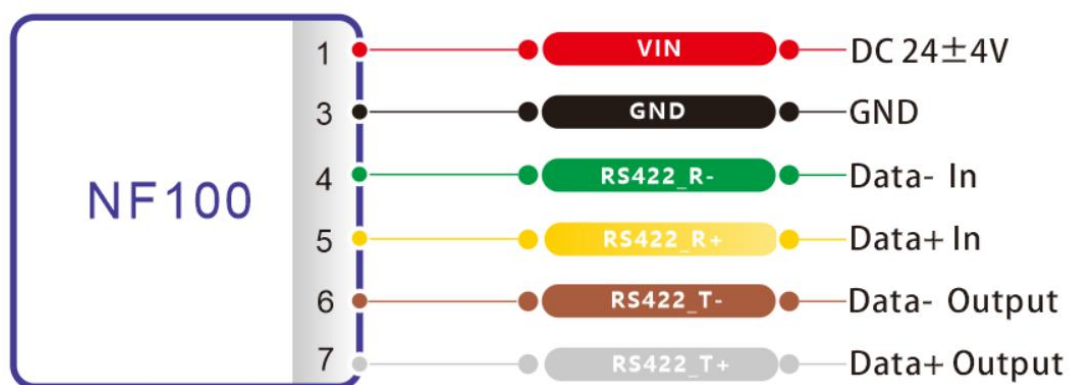 1 VIN DC 24±4V
3 GND GND
4 RS422_R- Data- In
NF100
5 RS422_R+ Data+ In
6 RS422_T- Data- Output
7 RS422_T+ Data+ Output